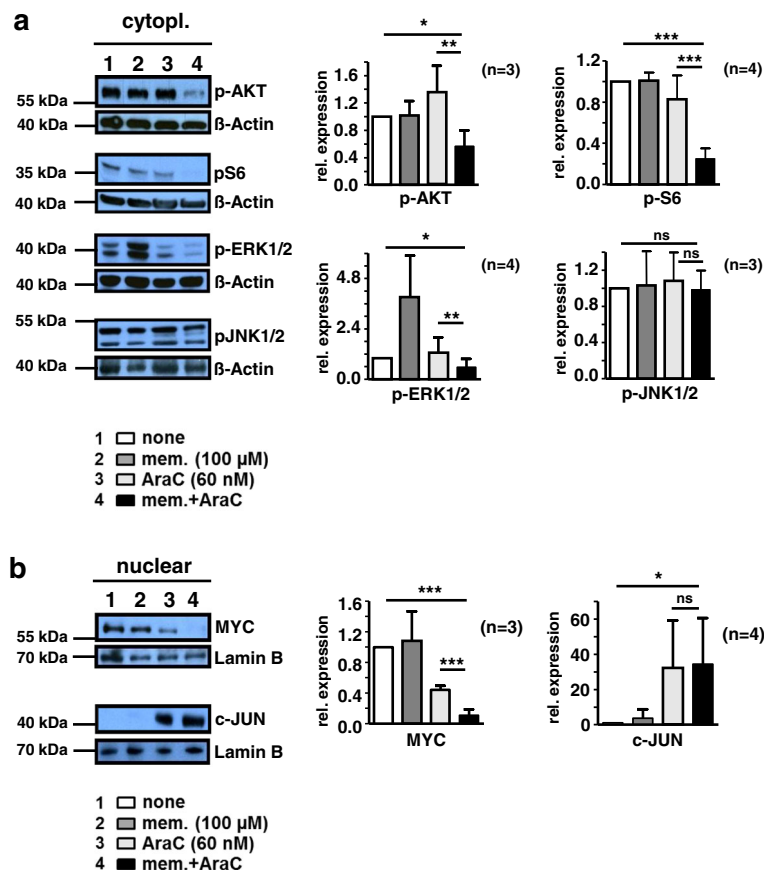 a
cytopl.
1 2 3 4
p-AKT
55 kDa
40 kDa
ß-Actin
35 kDa
pS6
40 kDa
ß-Actin
40 kDa
p-ERK1/2
40 kDa
ß-Actin
55 kDa
pJNK1/2
40 kDa
ß-Actin
rel. expression
1.6
1.2
0.8
0.4
0.0
*
**
(n=3)
p-AKT
rel. expression
1.2
0.8
0.4
0.0
***
***
(n=4)
p-S6
rel. expression
4.8
2.4
0.0
*
**
(n=4)
p-ERK1/2
rel. expression
1.2
0.8
0.4
0.0
ns
ns
(n=3)
p-JNK1/2
1 none
2 mem. (100 µM)
3 AraC (60 nM)
4 mem.+AraC
b
nuclear
1 2 3 4
MYC
55 kDa
70 kDa
Lamin B
40 kDa
c-JUN
70 kDa
Lamin B
rel. expression
1.6
1.2
0.8
0.4
0.0
***
***
(n=3)
MYC
rel. expression
60
40
20
0
*
ns
(n=4)
c-JUN
1 none
2 mem. (100 µM)
3 AraC (60 nM)
4 mem.+AraC